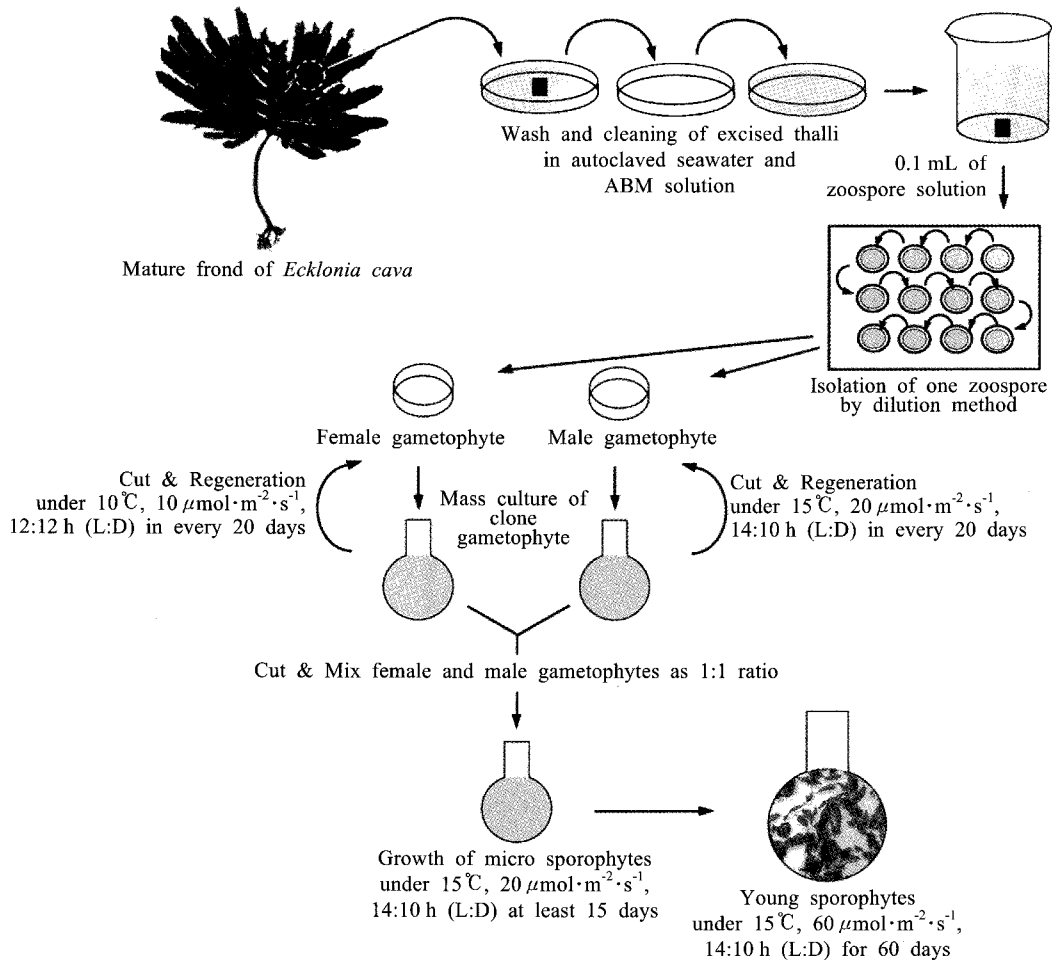 Wash and cleaning of excised thalli
in autoclaved seawater and
ABM solution
Mature frond of Ecklonia cava
0.1 mL of
zoospore solution
Isolation of one zoospore
by dilution method
Female gametophyte
Male gametophyte
Cut & Regeneration
under 10℃, 10 μmol·m⁻²·s⁻¹,
12:12 h (L:D) in every 20 days
Mass culture of
clone
gametophyte
Cut & Regeneration
under 15℃, 20 μmol·m⁻²·s⁻¹,
14:10 h (L:D) in every 20 days
Cut & Mix female and male gametophytes as 1:1 ratio
Growth of micro sporophytes
under 15℃, 20 μmol·m⁻²·s⁻¹,
14:10 h (L:D) at least 15 days
Young sporophytes
under 15℃, 60 μmol·m⁻²·s⁻¹,
14:10 h (L:D) for 60 days